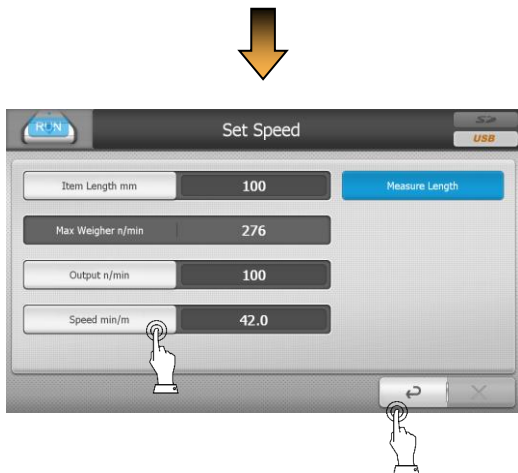 RUN
Set Speed
SD
USB
Item Length mm 100 Measure Length
Max Weigher n/min 276
Output n/min 100
Speed min/m 42.0